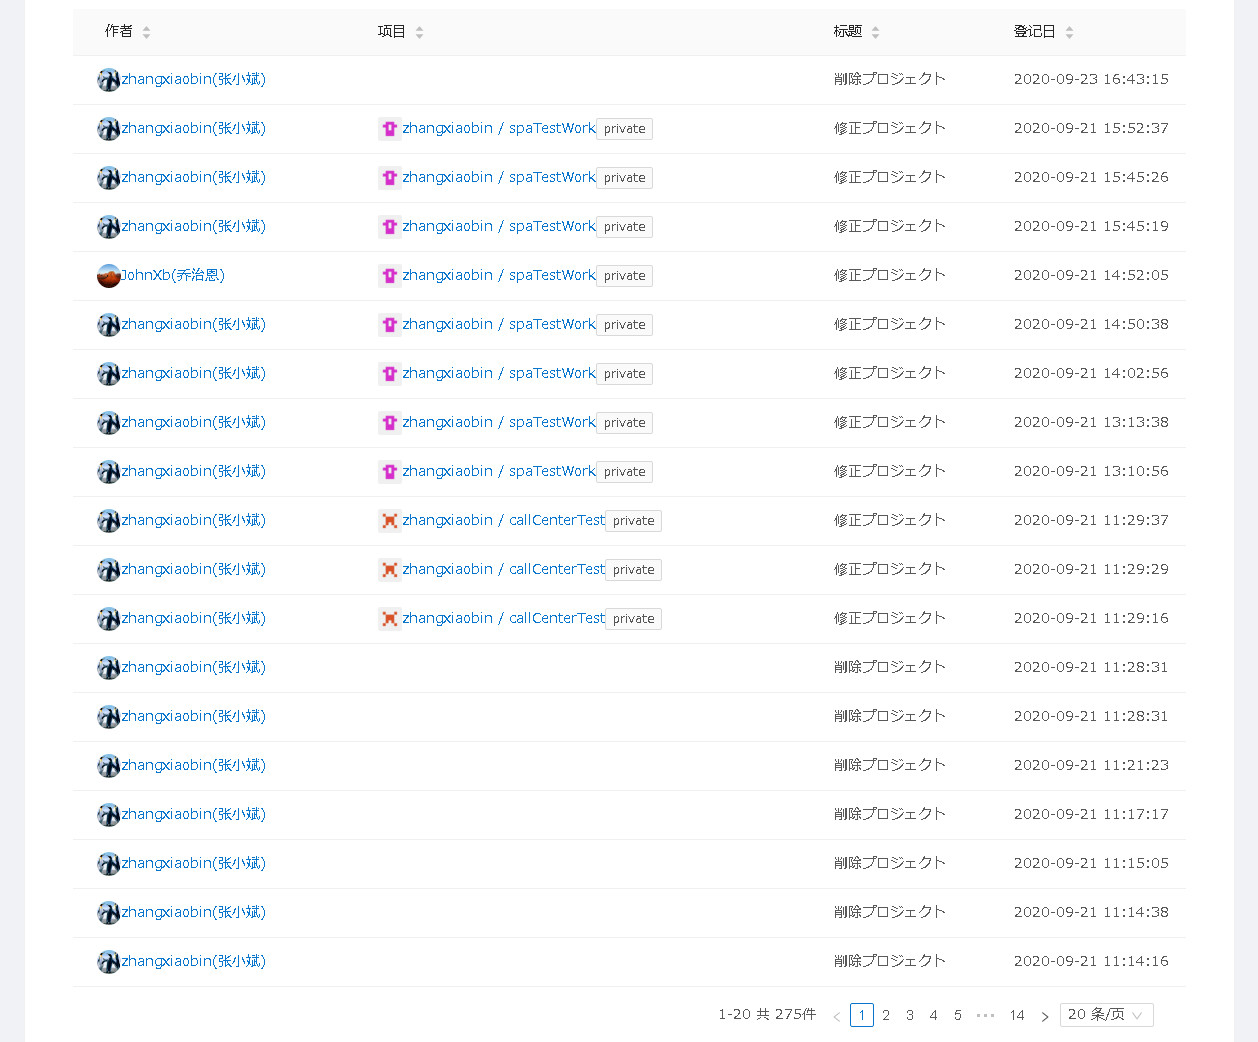 作者 项目 标题 登记日
zhangxiaobin(张小斌) 削除プロジェクト 2020-09-23 16:43:15
zhangxiaobin(张小斌) zhangxiaobin / spaTestWork private 修正プロジェクト 2020-09-21 15:52:37
zhangxiaobin(张小斌) zhangxiaobin / spaTestWork private 修正プロジェクト 2020-09-21 15:45:26
zhangxiaobin(张小斌) zhangxiaobin / spaTestWork private 修正プロジェクト 2020-09-21 15:45:19
JohnXb(乔治恩) zhangxiaobin / spaTestWork private 修正プロジェクト 2020-09-21 14:52:05
zhangxiaobin(张小斌) zhangxiaobin / spaTestWork private 修正プロジェクト 2020-09-21 14:50:38
zhangxiaobin(张小斌) zhangxiaobin / spaTestWork private 修正プロジェクト 2020-09-21 14:02:56
zhangxiaobin(张小斌) zhangxiaobin / spaTestWork private 修正プロジェクト 2020-09-21 13:13:38
zhangxiaobin(张小斌) zhangxiaobin / spaTestWork private 修正プロジェクト 2020-09-21 13:10:56
zhangxiaobin(张小斌) zhangxiaobin / callCenterTest private 修正プロジェクト 2020-09-21 11:29:37
zhangxiaobin(张小斌) zhangxiaobin / callCenterTest private 修正プロジェクト 2020-09-21 11:29:29
zhangxiaobin(张小斌) zhangxiaobin / callCenterTest private 修正プロジェクト 2020-09-21 11:29:16
zhangxiaobin(张小斌) 削除プロジェクト 2020-09-21 11:28:31
zhangxiaobin(张小斌) 削除プロジェクト 2020-09-21 11:28:31
zhangxiaobin(张小斌) 削除プロジェクト 2020-09-21 11:21:23
zhangxiaobin(张小斌) 削除プロジェクト 2020-09-21 11:17:17
zhangxiaobin(张小斌) 削除プロジェクト 2020-09-21 11:15:05
zhangxiaobin(张小斌) 削除プロジェクト 2020-09-21 11:14:38
zhangxiaobin(张小斌) 削除プロジェクト 2020-09-21 11:14:16
1-20 共 275件 < 1 2 3 4 5 ••• 14 > 20 条/页